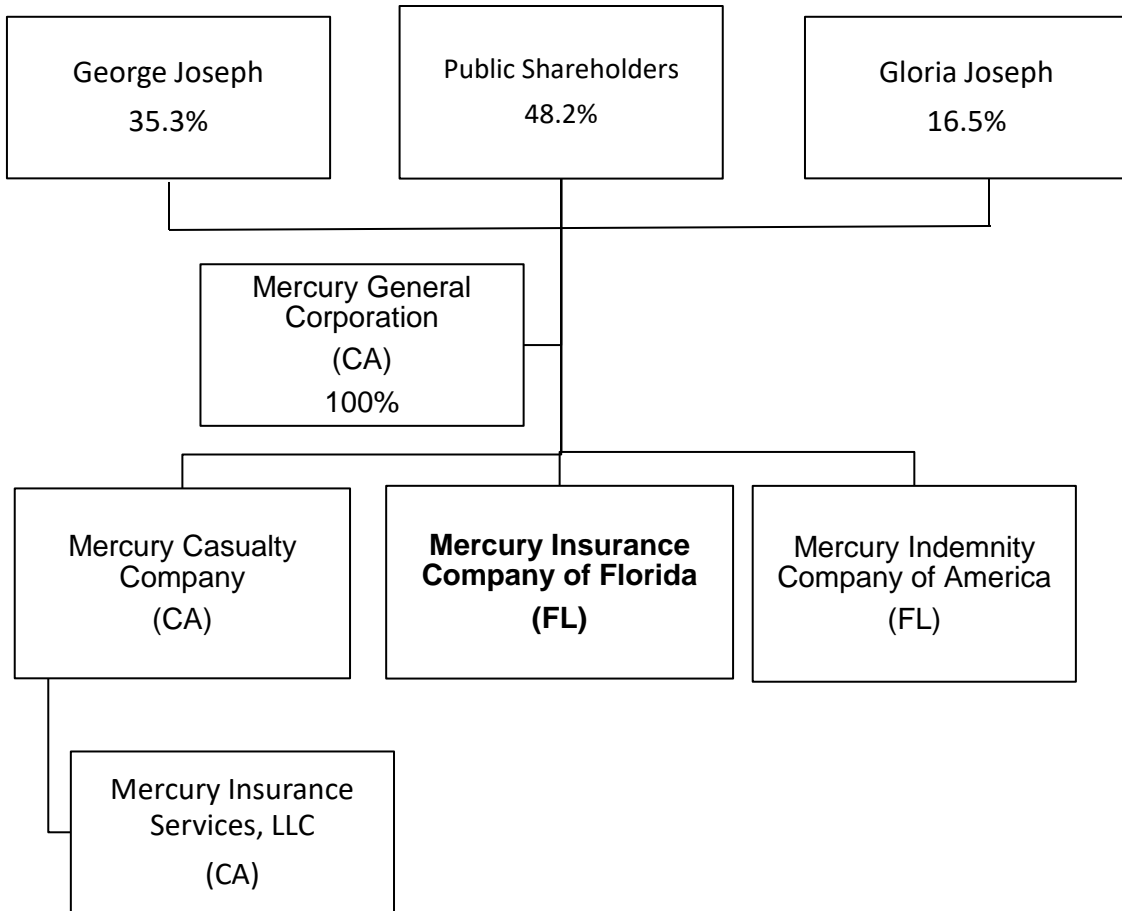 George Joseph
35.3%
Public Shareholders
48.2%
Gloria Joseph
16.5%
Mercury General
Corporation
(CA)
100%
Mercury Casualty
Company
(CA)
Mercury Insurance
Company of Florida
(FL)
Mercury Indemnity
Company of America
(FL)
Mercury Insurance
Services, LLC
(CA)